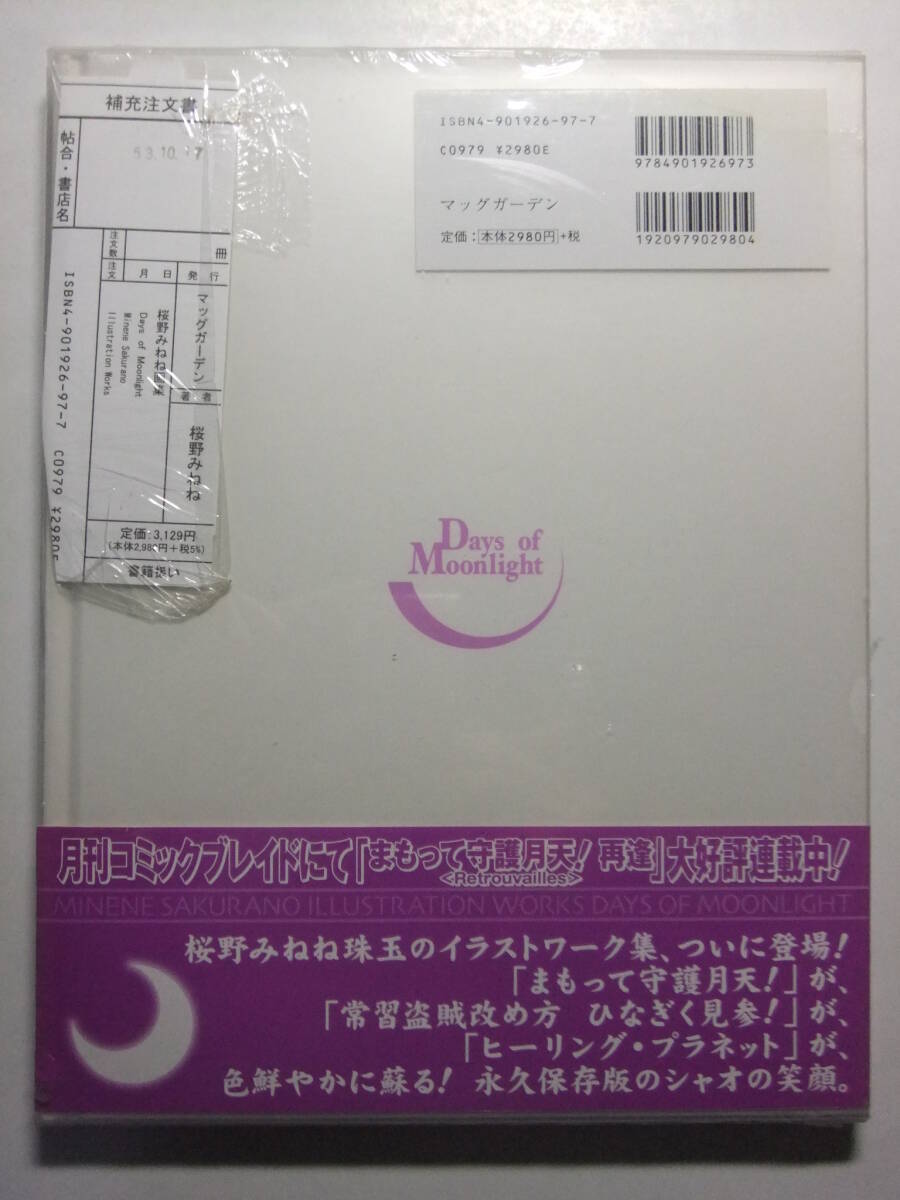 補充注文書
帖合・書店名
53.10.17
注文数
冊
注文
月 日
発行
マッグガーデン
著・者
桜野みねね
桜野みねね
Days of Moonlight
Minene Sakurano
Illustration Works
定価:3,129円
(本体2,980円+税5%)
書籍扱い
ISBN4-901926-97-7 C0979 ¥2980E
ISBN4-901926-97-7
C0979 ¥2980E
マッグガーデン
定価:本体2980円+税
9784901926973
1920979029804
Days of
Moonlight
月刊コミックブレイドにて「まもって守護月天! 再逢」大好評連載中!
<Retrouvailles>
MINENE SAKURANO ILLUSTRATION WORKS DAYS OF MOONLIGHT
桜野みねね珠玉のイラストワーク集、ついに登場!
「まもって守護月天!」が、
「常習盗賊改め方 ひなぎく見参!」が、
「ヒーリング・プラネット」が、
色鮮やかに蘇る! 永久保存版のシャオの笑顔。